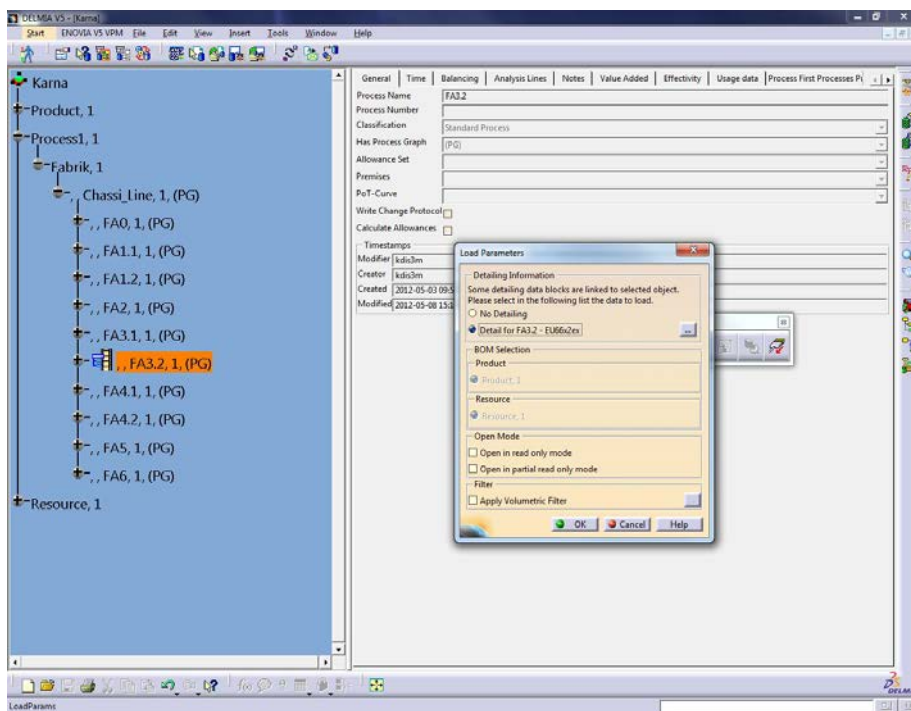 DELMIA V5 - [Karna]
Start ENOVIA V5 VPM File Edit View Insert Tools Window Help
Karna
Product, 1
Process1, 1
Fabrik, 1
, , Chassi_Line, 1, (PG)
, , FA0, 1, (PG)
, , FA1.1, 1, (PG)
, , FA1.2, 1, (PG)
, , FA2, 1, (PG)
, , FA3.1, 1, (PG)
, , FA3.2, 1, (PG)
, , FA4.1, 1, (PG)
, , FA4.2, 1, (PG)
, , FA5, 1, (PG)
, , FA6, 1, (PG)
Resource, 1
General Time Balancing Analysis Lines Notes Value Added Effectivity Usage data Process First Processes
Process Name FA3.2
Process Number
Classification Standard Process
Has Process Graph (PG)
Allowance Set
Premises
PoT-Curve
Write Change Protocol
Calculate Allowances
Timestamps
Modifier kdis3m
Creator kdis3m
Created 2012-05-03 09:5
Modified 2012-05-08
Load Parameters
Detailing Information
Some detailing data blocks are linked to selected object.
Please select in the following list the data to load.
No Detailing
Detail for FA3.2 - EU66x2ex
...
BOM Selection
Product
Product, 1
Resource
Resource, 1
Open Mode
Open in read only mode
Open in partial read only mode
Filter
Apply Volumetric Filter
OK Cancel Help
LoadParams